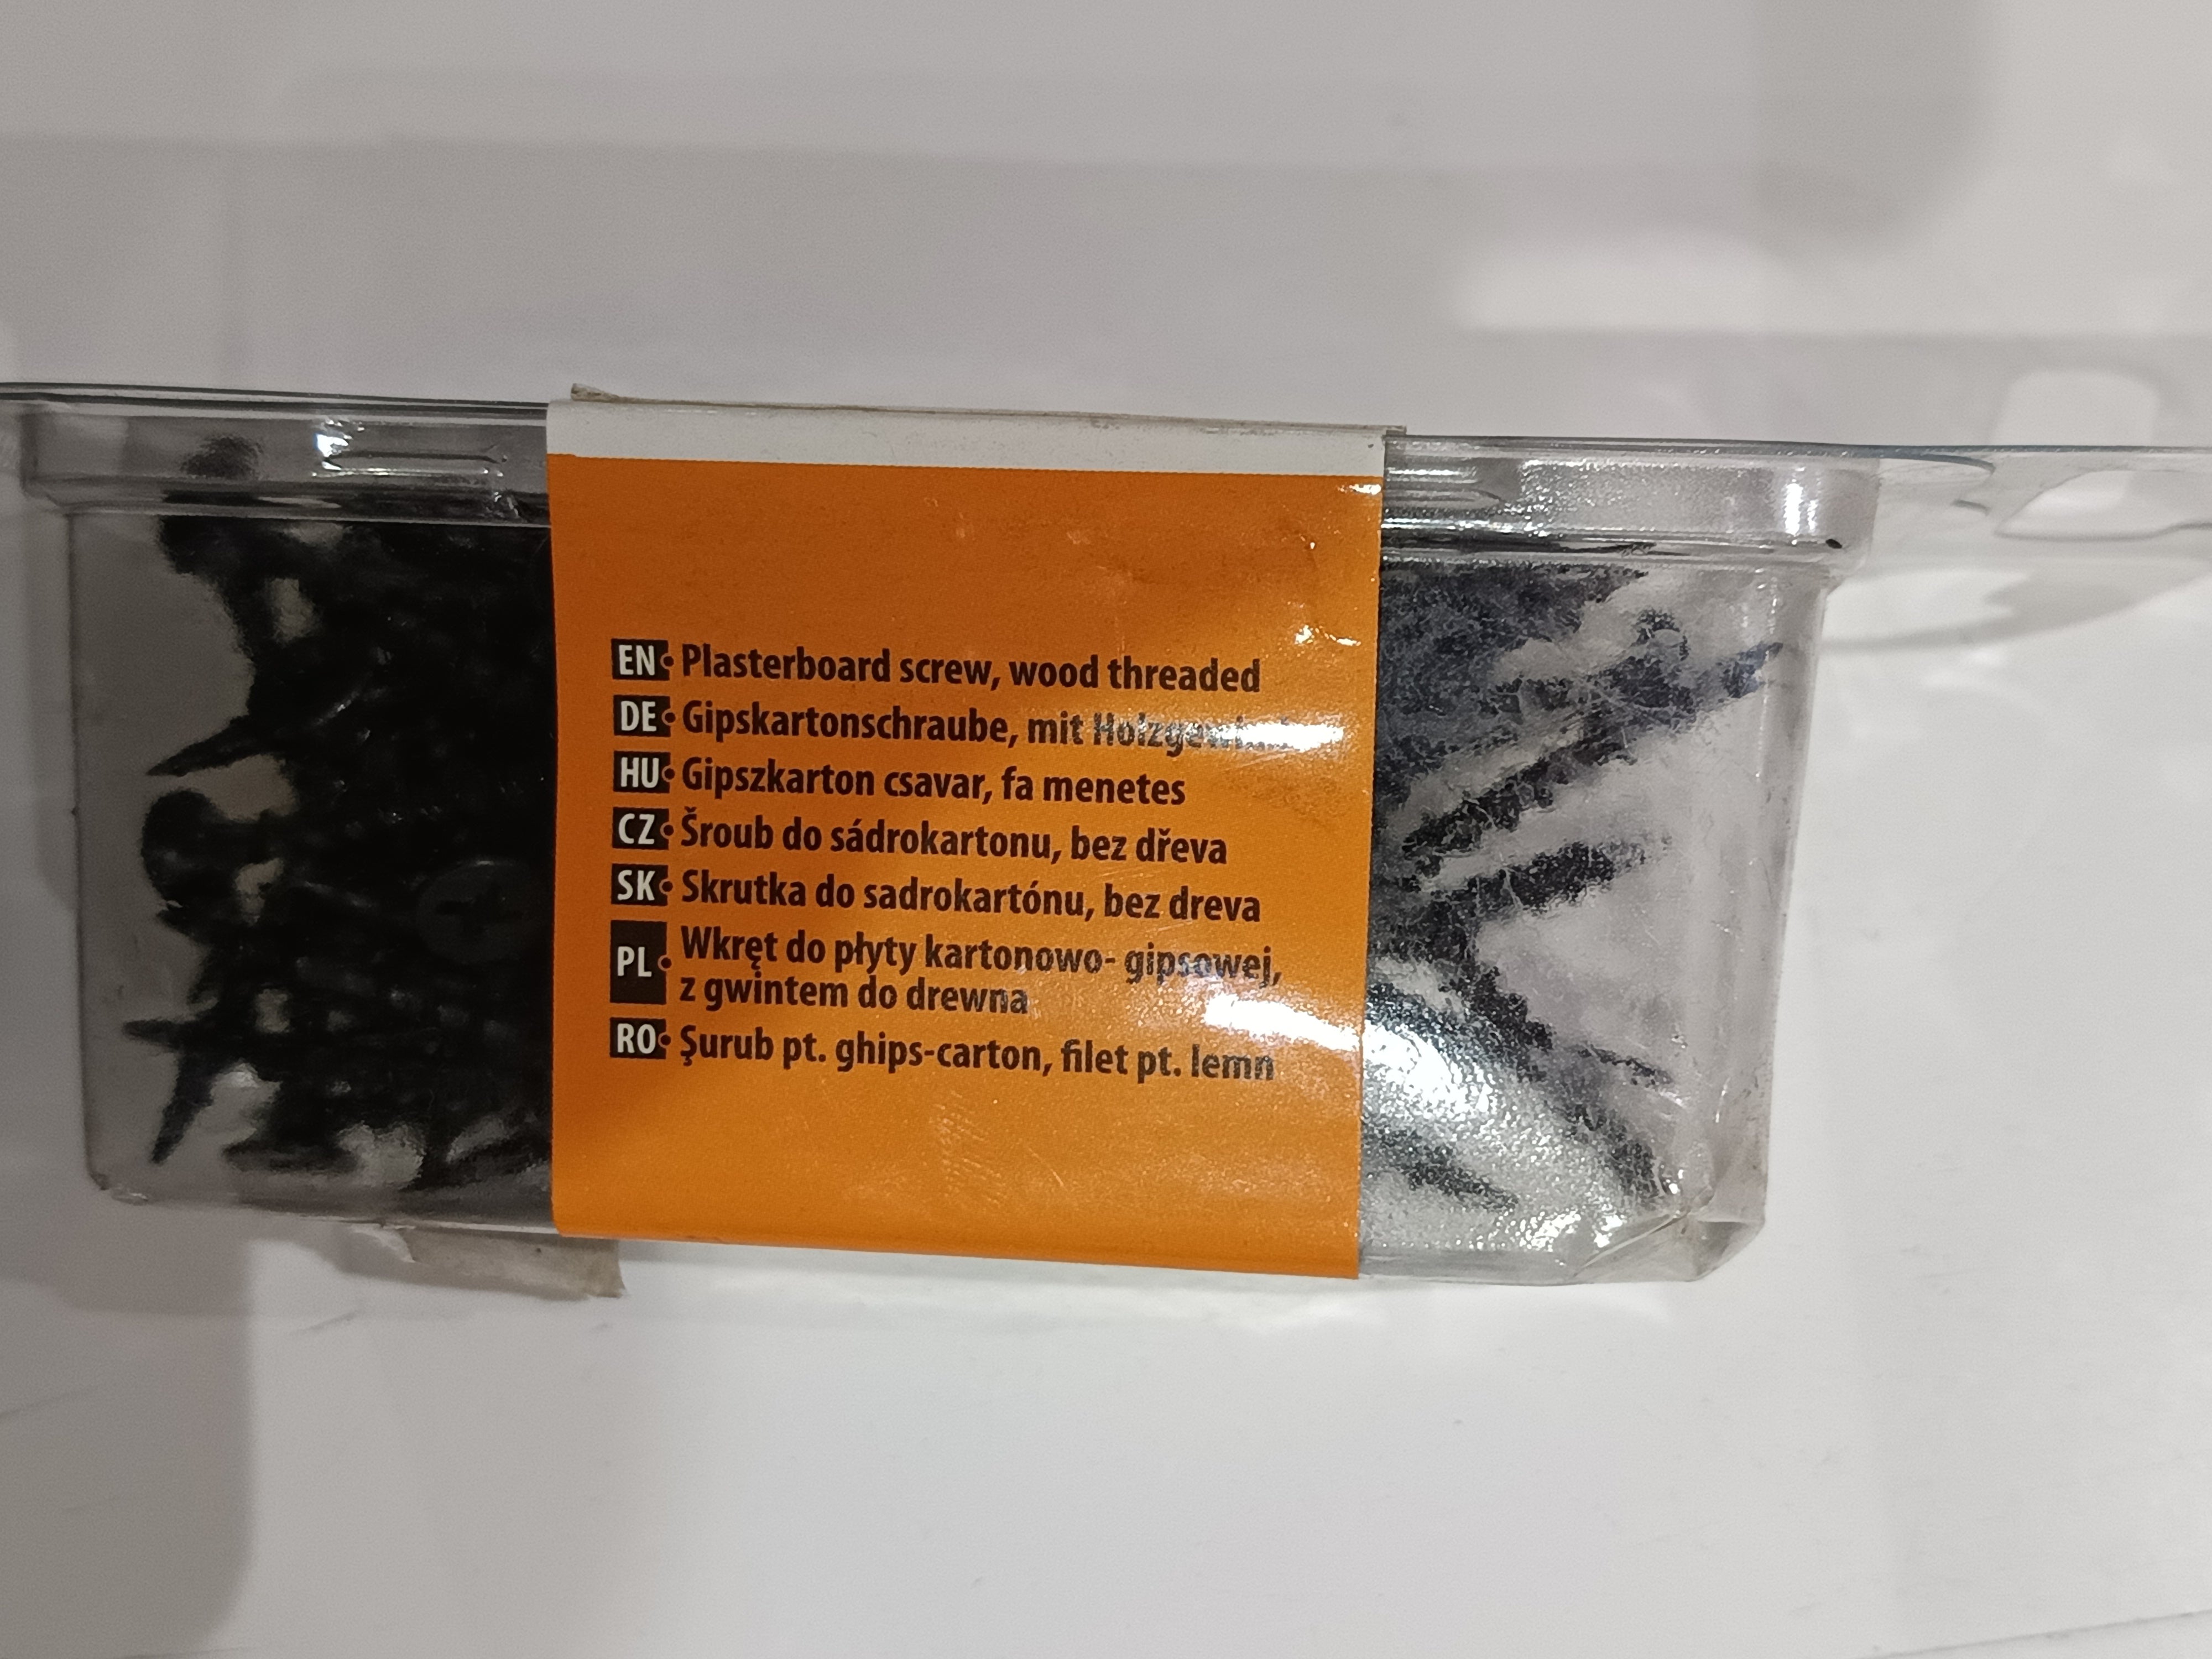 EN Plasterboard screw, wood threaded
DE Gipskartonschraube, mit
HU Gipszkarton csavar, fa menetes
CZ Šroub do sádrokartonu, bez dřeva
SK Skrutka do sadrokartónu, bez dreva
PL Wkręt do płyty kartonowo- gipsowej,
z gwintem do drewna
RO Şurub pt. ghips-carton, filet pt. lemn